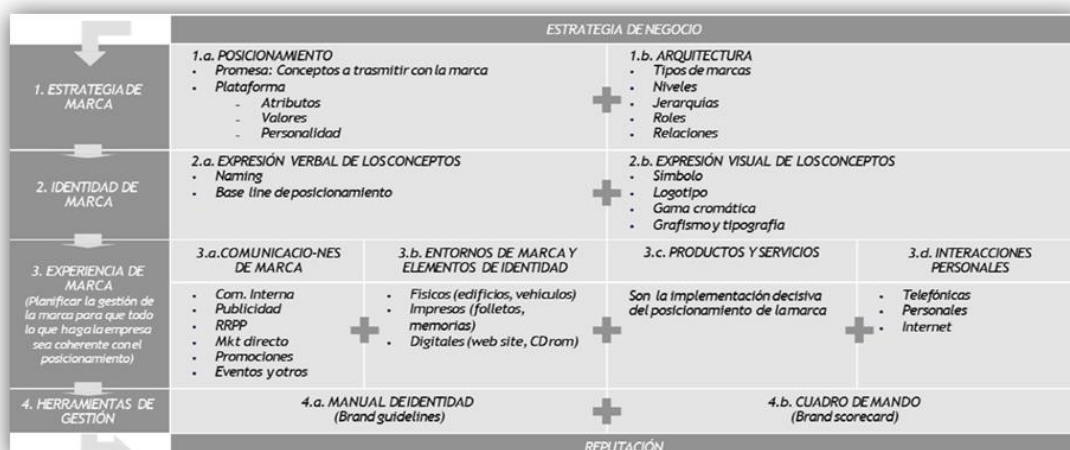 ESTRATEGIA DE NEGOCIO
1. ESTRATEGIA DE
MARCA
1.a. POSICIONAMIENTO
• Promesa: Conceptos a trasmitir con la marca
• Plataforma
- Atributos
- Valores
- Personalidad
1.b. ARQUITECTURA
• Tipos de marcas
• Niveles
• Jerarquías
• Roles
• Relaciones
2. IDENTIDAD DE
MARCA
2.a. EXPRESIÓN VERBAL DE LOS CONCEPTOS
• Naming
• Base line de posicionamiento
2.b. EXPRESIÓN VISUAL DE LOS CONCEPTOS
• Simbolo
• Logotipo
• Gama cromática
• Grafismo y tipografía
3. EXPERIENCIA DE
MARCA
(Planificar la gestión de
la marca para que todo
lo que haga la empresa
sea coherente con el
posicionamiento)
3.a.COMUNICACIO-NES
DE MARCA
• Com. Interna
• Publicidad
• RRPP
• Mkt directo
• Promociones
• Eventos y otros
3.b. ENTORNOS DE MARCA Y
ELEMENTOS DE IDENTIDAD
• Físicos (edificios, vehículos)
• Impresos (folletos,
memorias)
• Digitales (web site, CD rom)
3.c. PRODUCTOS Y SERVICIOS
Son la implementación decisiva
del posicionamiento de la marca
3.d. INTERACCIONES
PERSONALES
• Telefónicas
• Personales
• Internet
4. HERRAMIENTAS DE
GESTIÓN
4.a. MANUAL DE IDENTIDAD
(Brand guidelines)
4.b. CUADRO DE MANDO
(Brand scorecard)
REPUTACIÓN